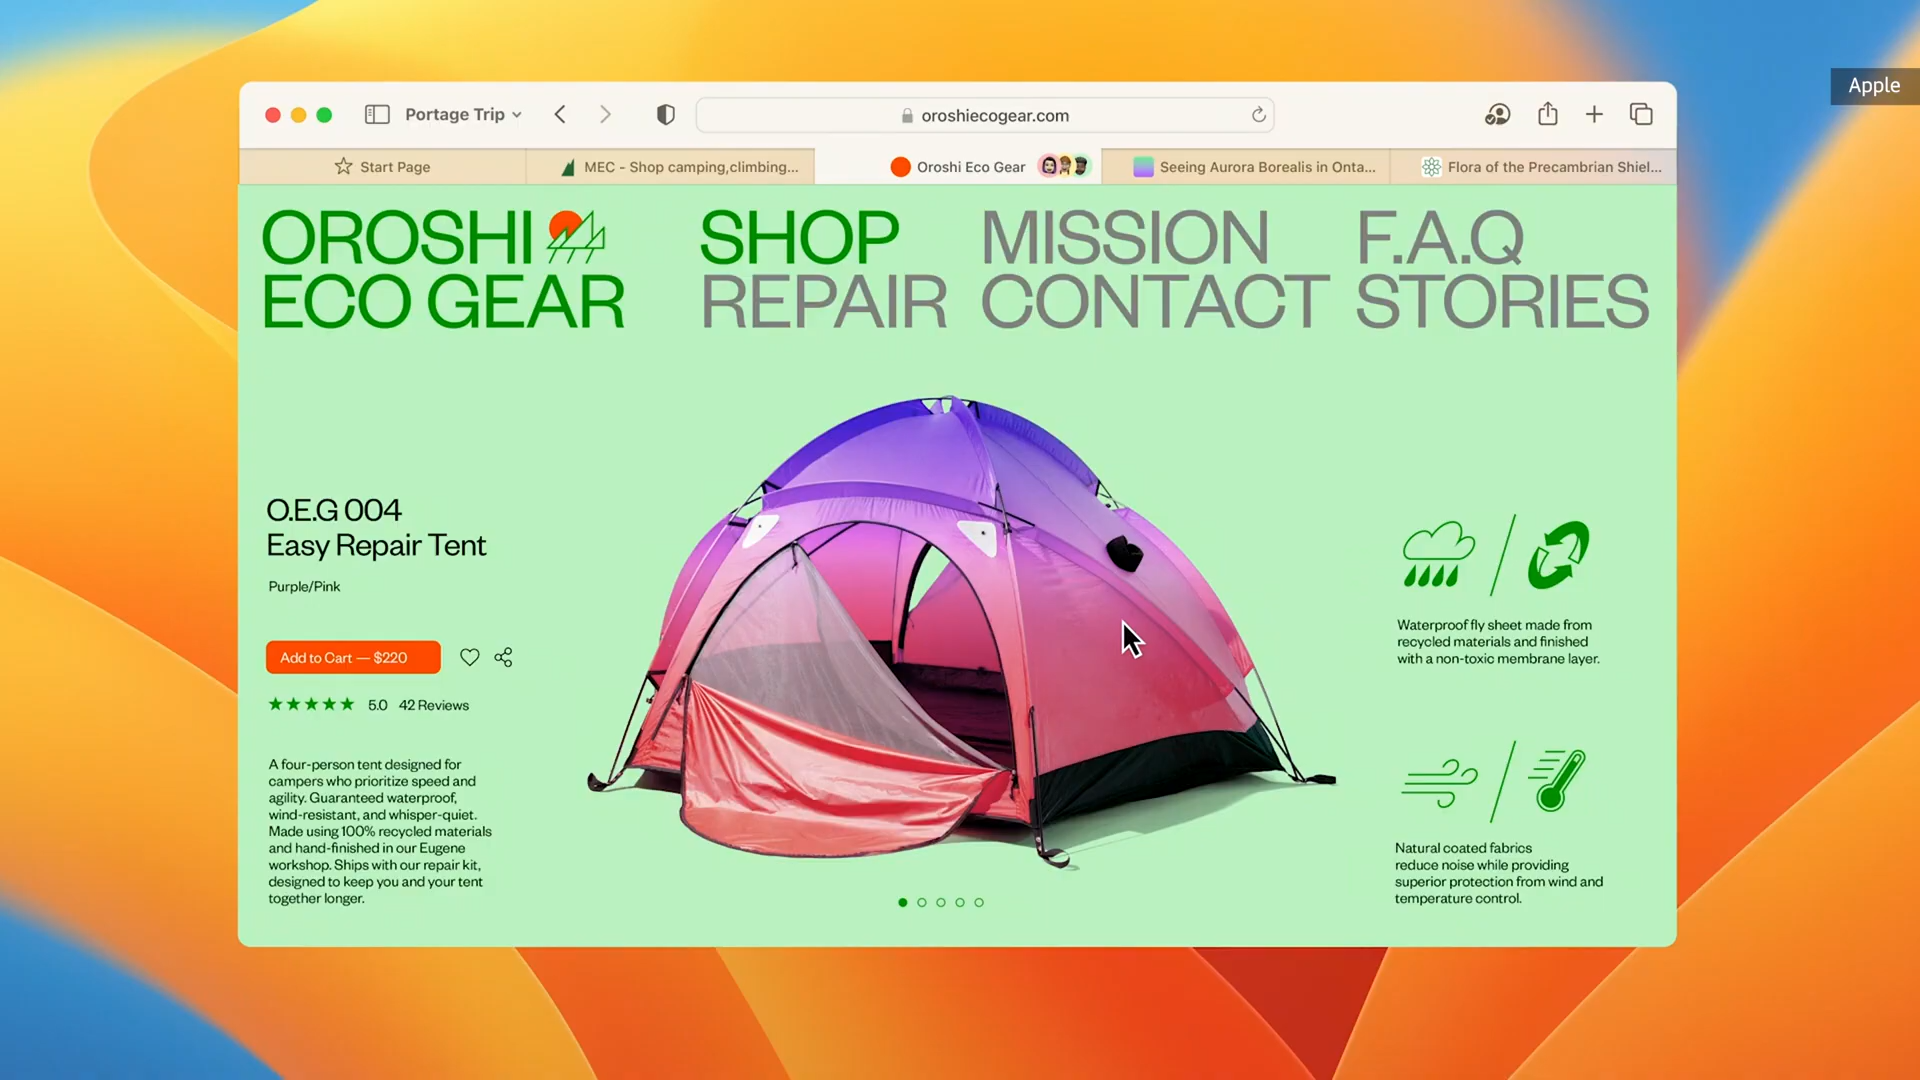 Apple
Portage Trip
oroshiecogear.com
Start Page
MEC - Shop camping,climbing...
Oroshi Eco Gear
Seeing Aurora Borealis in Onta...
Flora of the Precambrian Shiel...
OROSHI
ECO GEAR
SHOP
MISSION
F.A.Q
REPAIR
CONTACT
STORIES
O.E.G 004
Easy Repair Tent
Purple/Pink
Add to Cart — $220
5.0 42 Reviews
A four-person tent designed for
campers who prioritize speed and
agility. Guaranteed waterproof,
wind-resistant, and whisper-quiet.
Made using 100% recycled materials
and hand-finished in our Eugene
workshop. Ships with our repair kit,
designed to keep you and your tent
together longer.
Waterproof fly sheet made from
recycled materials and finished
with a non-toxic membrane layer.
Natural coated fabrics
reduce noise while providing
superior protection from wind and
temperature control.